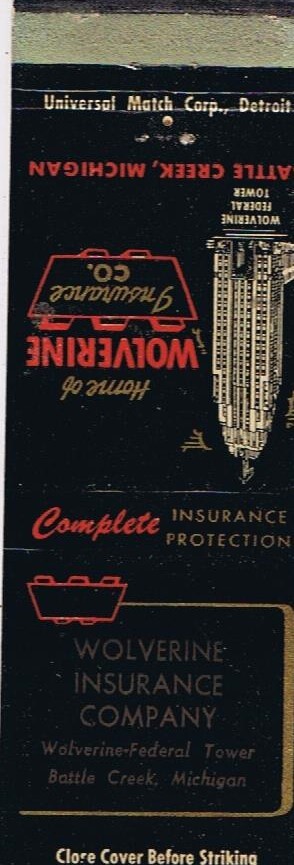 Universal Match Corp., Detroit
ATTLE CREEK, MICHIGAN
WOLVERINE
FEDERAL
TOWER
Home of
WOLVERINE
Insurance
CO.
Complete INSURANCE
PROTECTION
WOLVERINE
INSURANCE
COMPANY
Wolverine-Federal Tower
Battle Creek, Michigan
Close Cover Before Striking